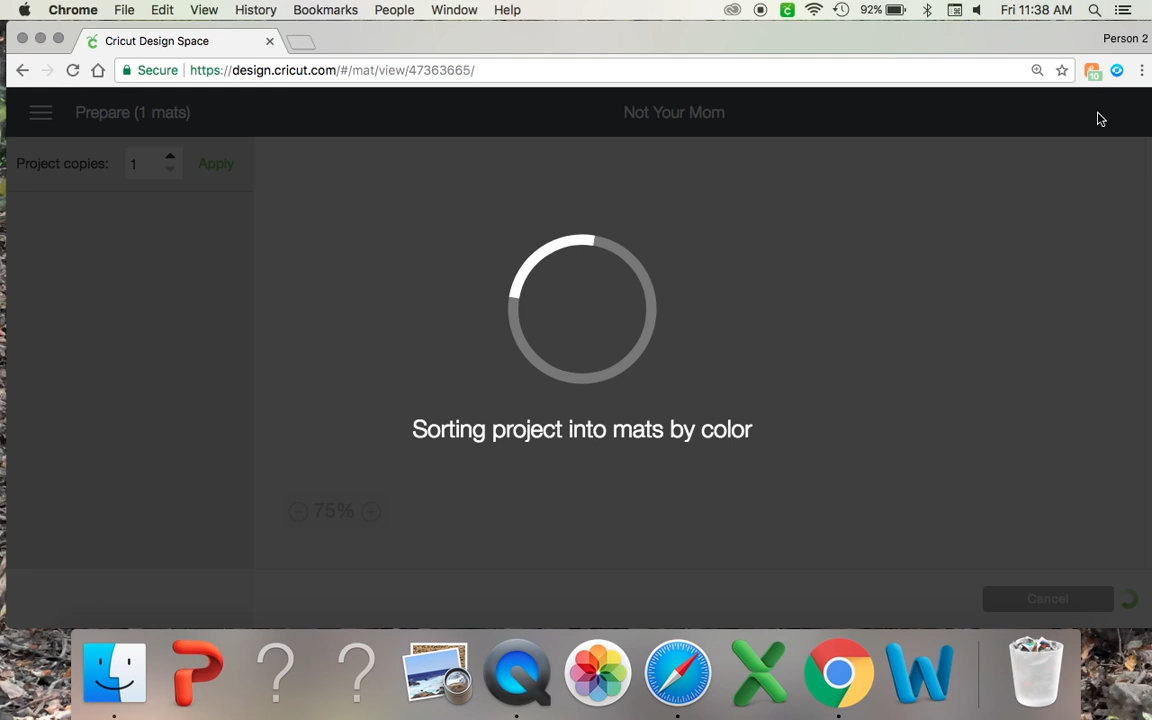 Chrome File Edit View History Bookmarks People Window Help 92% Fri 11:38 AM
Cricut Design Space Person 2
Secure https://design.cricut.com/#/mat/view/47363665/ 10
Prepare (1 mats) Not Your Mom
Project copies: 1 Apply
Sorting project into mats by color
75%
Cancel